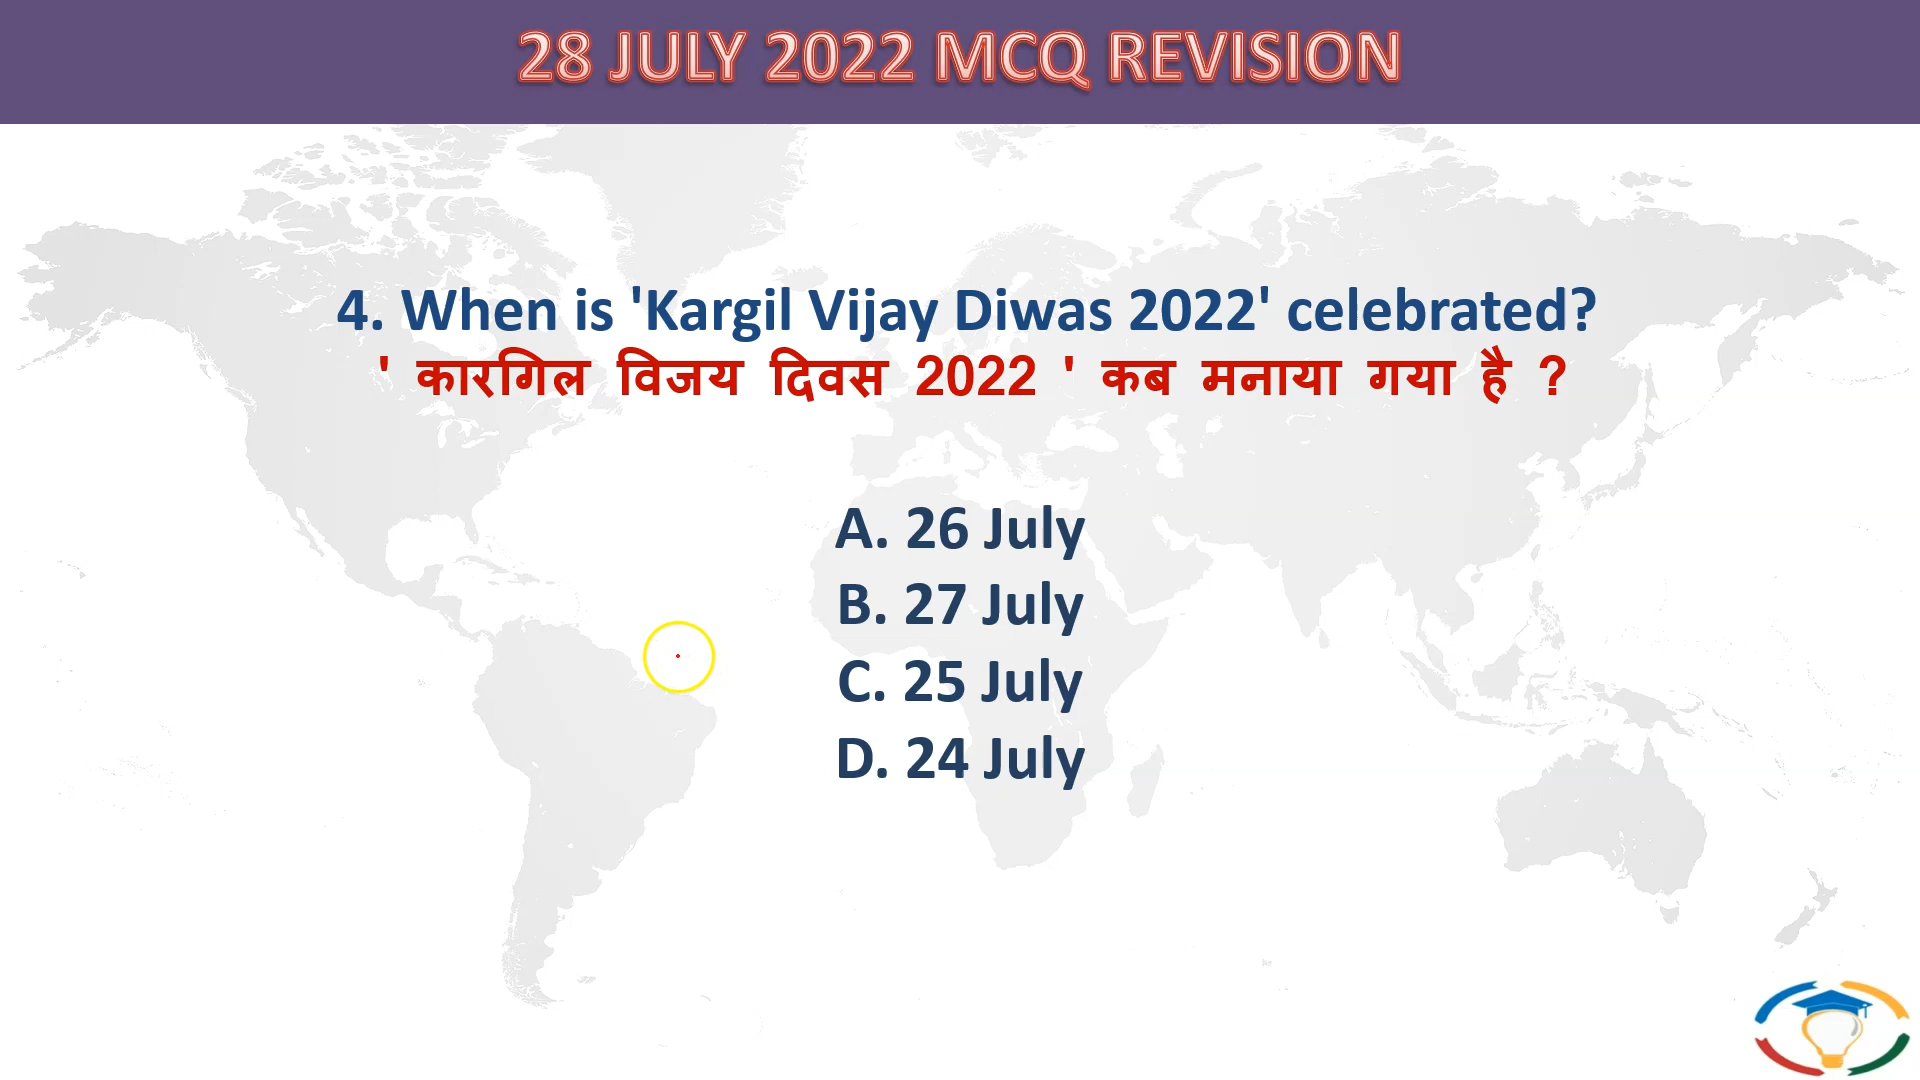 28 JULY 2022 MCQ REVISION
4. When is 'Kargil Vijay Diwas 2022' celebrated?
' कारगिल विजय दिवस 2022 ' कब मनाया गया है ?
A. 26 July
B. 27 July
C. 25 July
D. 24 July